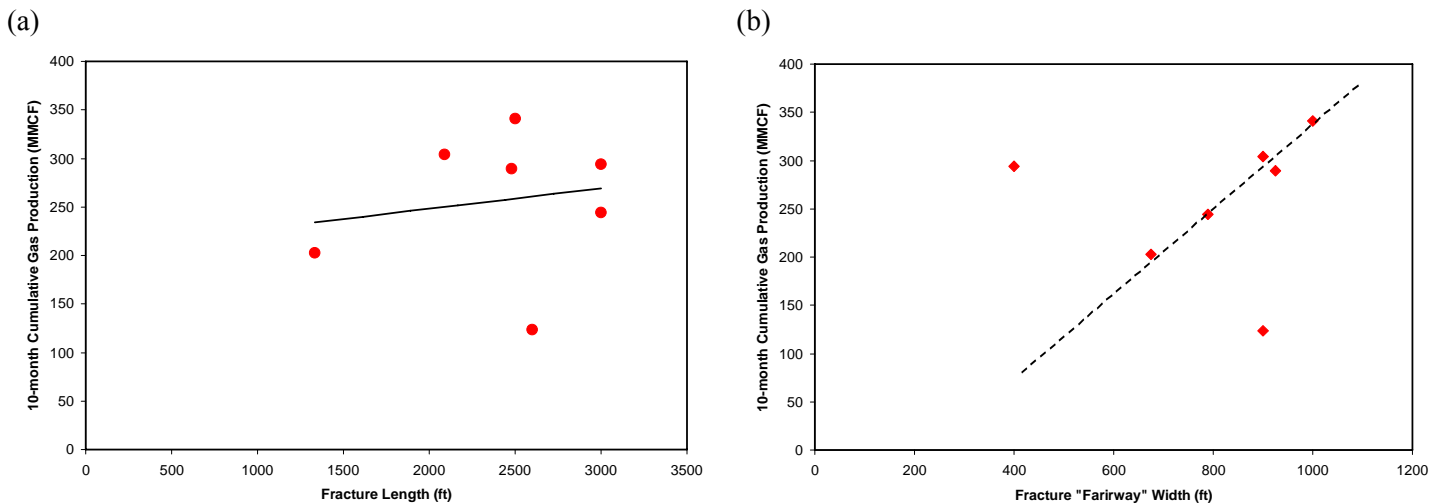 (a)
(b)
10-month Cumulative Gas Production (MMCF)
400
350
300
250
200
150
100
50
0
0 500 1000 1500 2000 2500 3000 3500
Fracture Length (ft)
10-month Cumulative Gas Production (MMCF)
400
350
300
250
200
150
100
50
0
0 200 400 600 800 1000 1200
Fracture "Farirway" Width (ft)